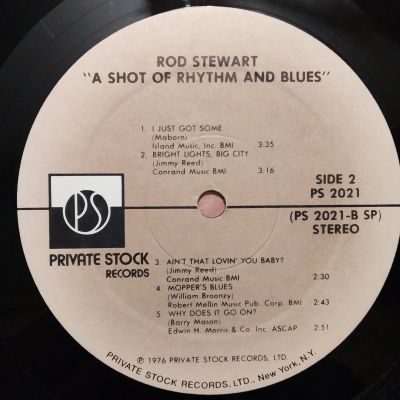 ROD STEWART
"A SHOT OF RHYTHM AND BLUES"
1. I JUST GOT SOME
(Maborn)
Island Music, Inc. BMI 3:35
2. BRIGHT LIGHTS, BIG CITY
(Jimmy Reed)
Conrand Music BMI 3:16
SIDE 2
PS 2021
PS
(PS 2021-B SP)
STEREO
PRIVATE STOCK
RECORDS
3. AIN'T THAT LOVIN' YOU BABY?
(Jimmy Reed)
Conrand Music BMI 2:30
4. MOPPER'S BLUES
(William Broonzy)
Robert Mellin Music Pub. Corp. BMI 2:43
5. WHY DOES IT GO ON?
(Barry Mason)
Edwin H. Morris & Co. Inc. ASCAP 2:51
℗ 1976 PRIVATE STOCK RECORDS, LTD.
PRIVATE STOCK RECORDS, LTD., New York, N.Y.